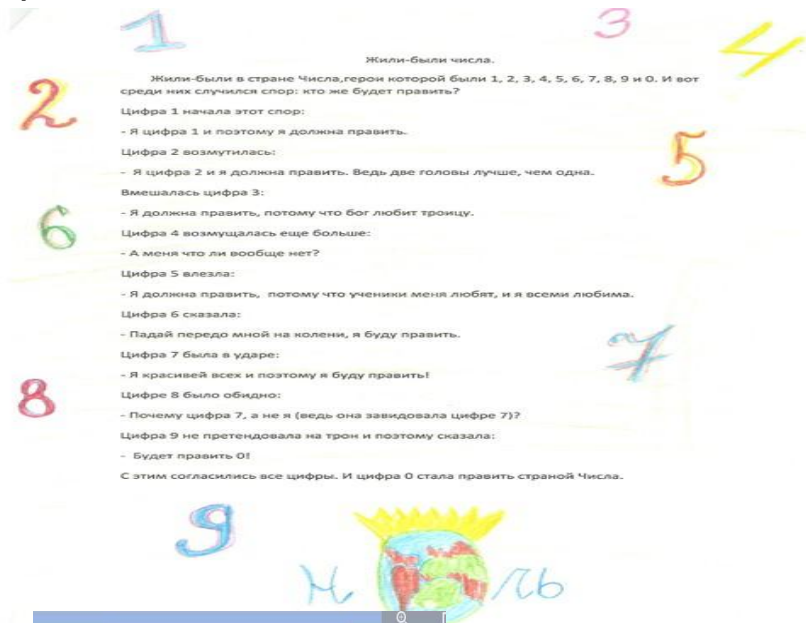 1
3
4
Жили-были числа.
2
Жили-были в стране Числа,герои которой были 1, 2, 3, 4, 5, 6, 7, 8, 9 и 0. И вот
среди них случился спор: кто же будет править?
Цифра 1 начала этот спор:
- Я цифра 1 и поэтому я должна править.
5
Цифра 2 возмутилась:
- Я цифра 2 и я должна править. Ведь две головы лучше, чем одна.
Вмешалась цифра 3:
6
- Я должна править, потому что бог любит троицу.
Цифра 4 возмущалась еще больше:
- А меня что ли вообще нет?
Цифра 5 влезла:
- Я должна править, потому что ученики меня любят, и я всеми любима.
Цифра 6 сказала:
- Падай передо мной на колени, я буду править.
7
Цифра 7 была в ударе:
- Я красивей всех и поэтому я буду править!
8
Цифре 8 было обидно:
- Почему цифра 7, а не я (ведь она завидовала цифре 7)?
Цифра 9 не претендовала на трон и поэтому сказала:
- Будет править 0!
С этим согласились все цифры. И цифра 0 стала править страной Числа.
9
Н ль